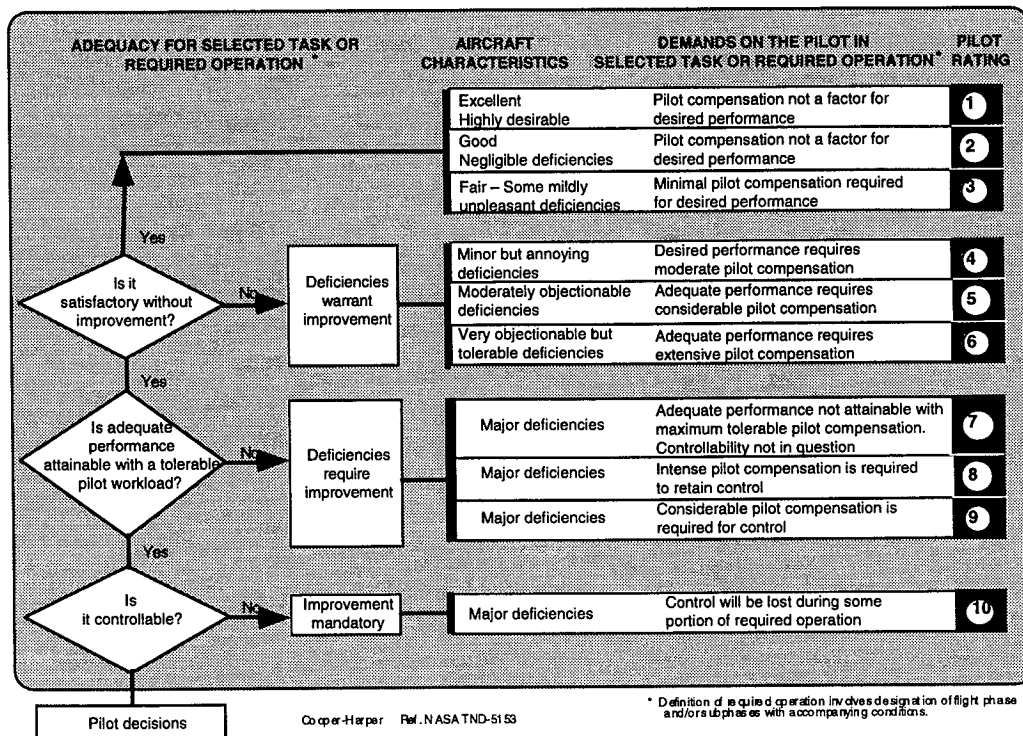 ADEQUACY FOR SELECTED TASK OR
REQUIRED OPERATION *
AIRCRAFT
CHARACTERISTICS
DEMANDS ON THE PILOT IN
SELECTED TASK OR REQUIRED OPERATION *
PILOT
RATING
Excellent
Highly desirable
Pilot compensation not a factor for
desired performance
1
Good
Negligible deficiencies
Pilot compensation not a factor for
desired performance
2
Fair – Some mildly
unpleasant deficiencies
Minimal pilot compensation required
for desired performance
3
Yes
Is it
satisfactory without
improvement?
No
Deficiencies
warrant
improvement
Minor but annoying
deficiencies
Desired performance requires
moderate pilot compensation
4
Moderately objectionable
deficiencies
Adequate performance requires
considerable pilot compensation
5
Very objectionable but
tolerable deficiencies
Adequate performance requires
extensive pilot compensation
6
Yes
Is adequate
performance
attainable with a tolerable
pilot workload?
No
Deficiencies
require
improvement
Major deficiencies
Adequate performance not attainable with
maximum tolerable pilot compensation.
Controllability not in question
7
Major deficiencies
Intense pilot compensation is required
to retain control
8
Major deficiencies
Considerable pilot compensation is
required for control
9
Yes
Is
it controllable?
No
Improvement
mandatory
Major deficiencies
Control will be lost during some
portion of required operation
10
Pilot decisions
Cooper-Harper Ref. NASA TND-5153
* Definition of required operation involves designation of flight phase
and/or subphases with accompanying conditions.